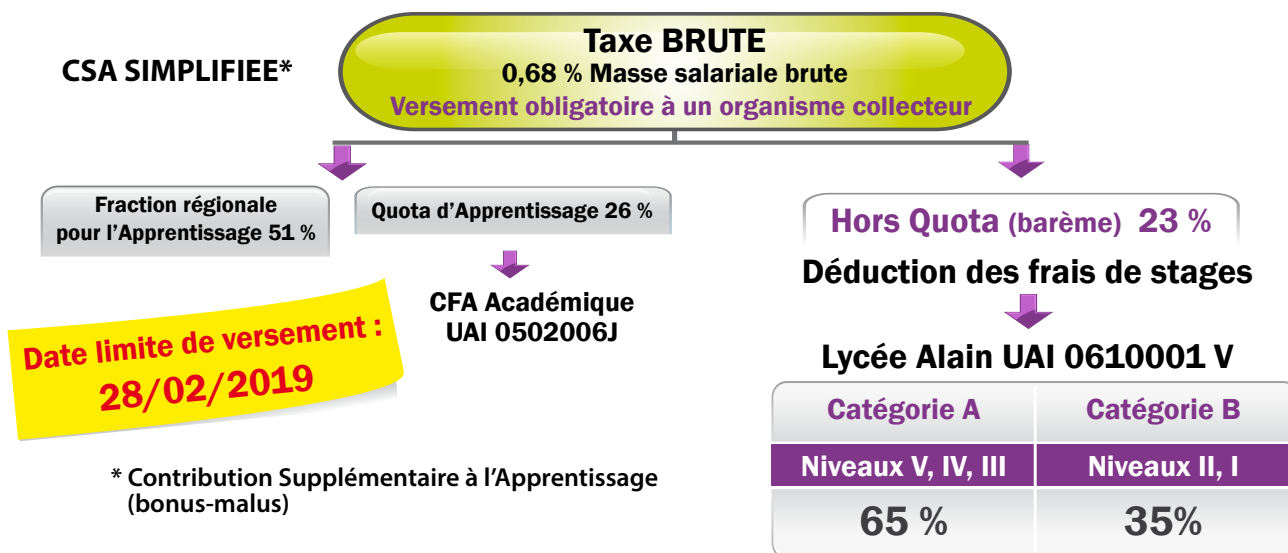 CSA SIMPLIFIEE*
Taxe BRUTE
0,68 % Masse salariale brute
Versement obligatoire à un organisme collecteur
Fraction régionale
pour l'Apprentissage 51 %
Quota d'Apprentissage 26 %
CFA Académique
UAI 0502006J
Hors Quota (barème) 23 %
Déduction des frais de stages
Lycée Alain UAI 0610001 V
Catégorie A
Catégorie B
Niveaux V, IV, III
Niveaux II, I
65 %
35%
Date limite de versement :
28/02/2019
* Contribution Supplémentaire à l'Apprentissage
(bonus-malus)